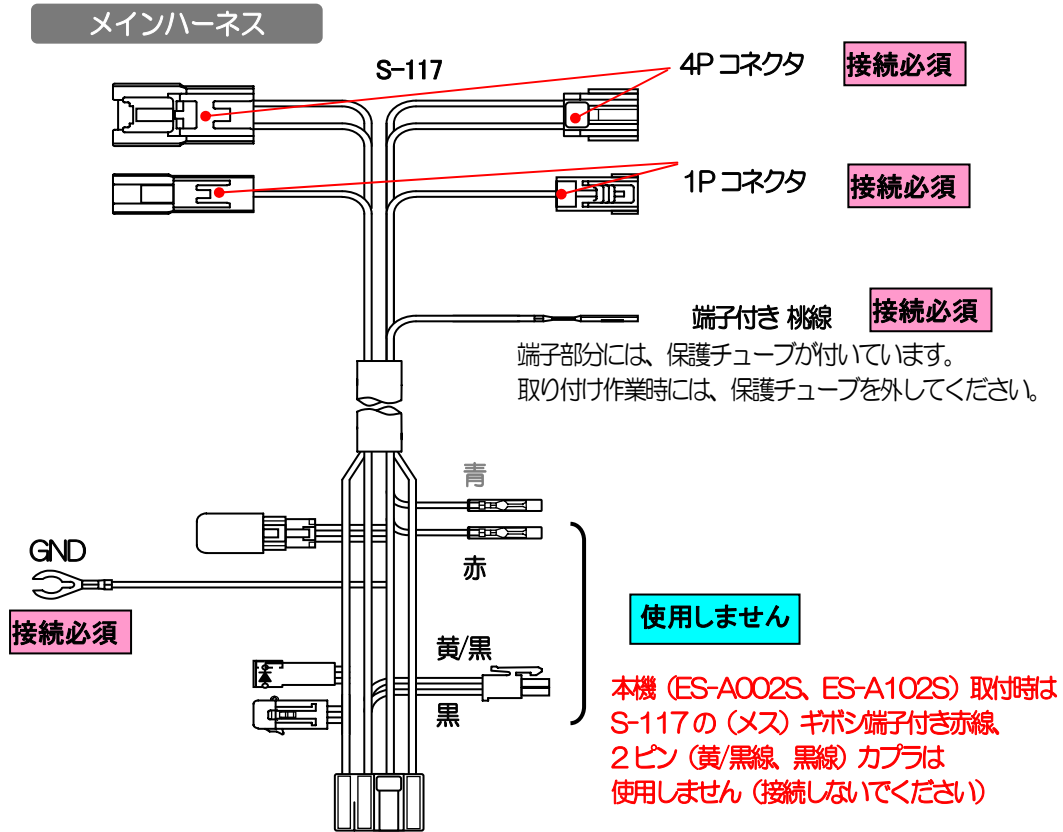 メインハーネス
S-117
4P コネクタ
接続必須
1P コネクタ
接続必須
端子付き 桃線
接続必須
端子部分には、保護チューブが付いています。
取り付け作業時には、保護チューブを外してください。
青
赤
GND
接続必須
使用しません
黄/黒
黒
本機（ES-A002S、ES-A102S）取付時は
S-117の（メス）ギボシ端子付き赤線、
2ピン（黄/黒線、黒線）カプラは
使用しません（接続しないでください）